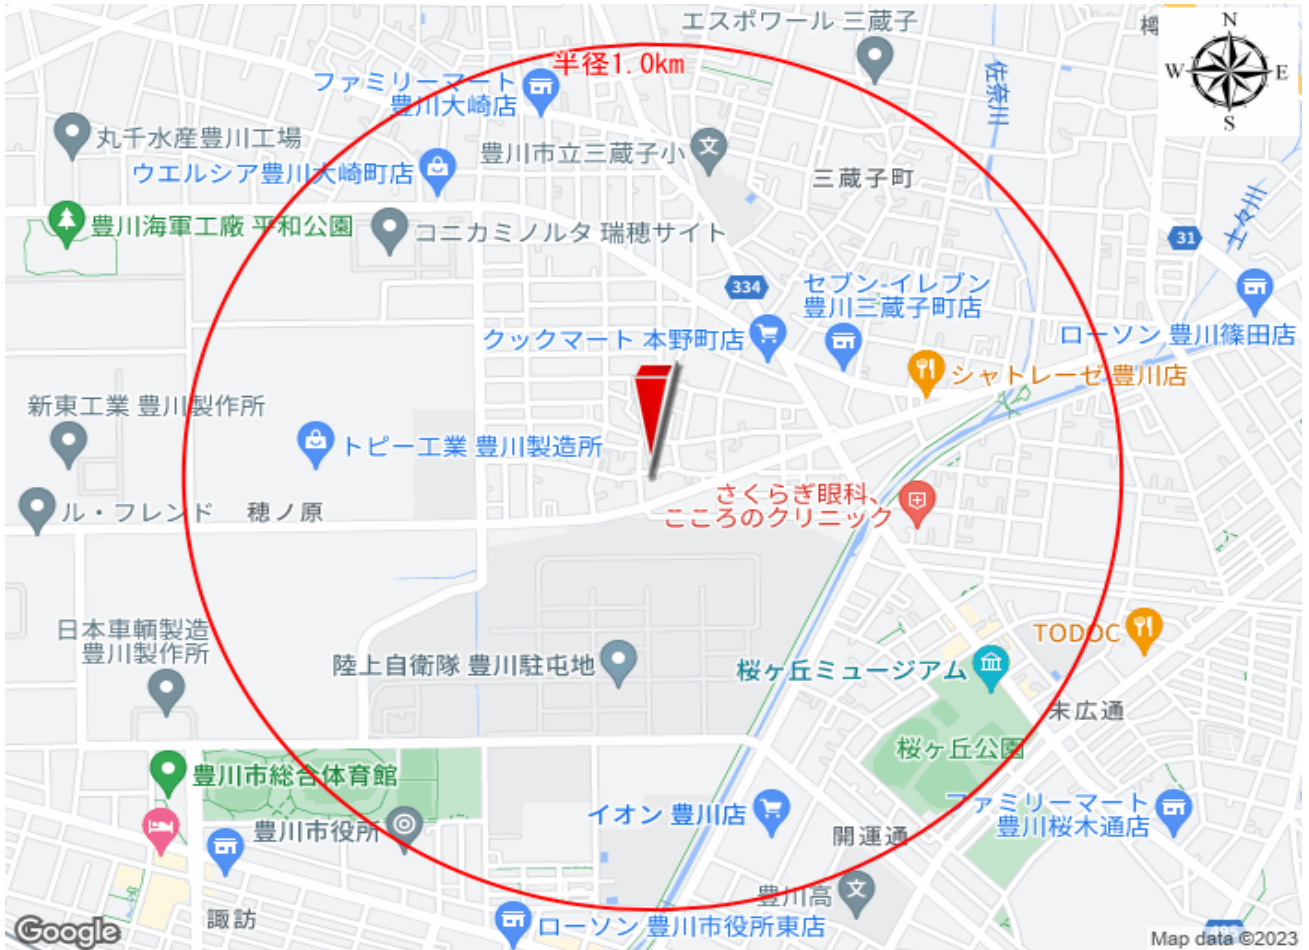 エスポワール 三蔵子
樽
N
W
E
S
半径1.0km
ファミリーマート
豊川大崎店
佐奈川
丸千水産豊川工場
豊川市立三蔵子小
文
ウエルシア豊川大崎町店
三蔵子町
豊川海軍工廠 平和公園
コニカミノルタ 瑞穂サイト
31
土々川
334
セブン-イレブン
豊川三蔵子町店
クックマート 本野町店
ローソン 豊川篠田店
シャトレーゼ 豊川店
新東工業 豊川製作所
トピー工業 豊川製造所
さくらぎ眼科、
こころのクリニック
ル・フレンド
穂ノ原
日本車輌製造
豊川製作所
TODOC
陸上自衛隊 豊川駐屯地
桜ヶ丘ミュージアム
末広通
桜ヶ丘公園
豊川市総合体育館
イオン 豊川店
ファミリーマート
豊川桜木通店
豊川市役所
開運通
豊川高
文
諏訪
ローソン 豊川市役所東店
Google
Map data ©2023